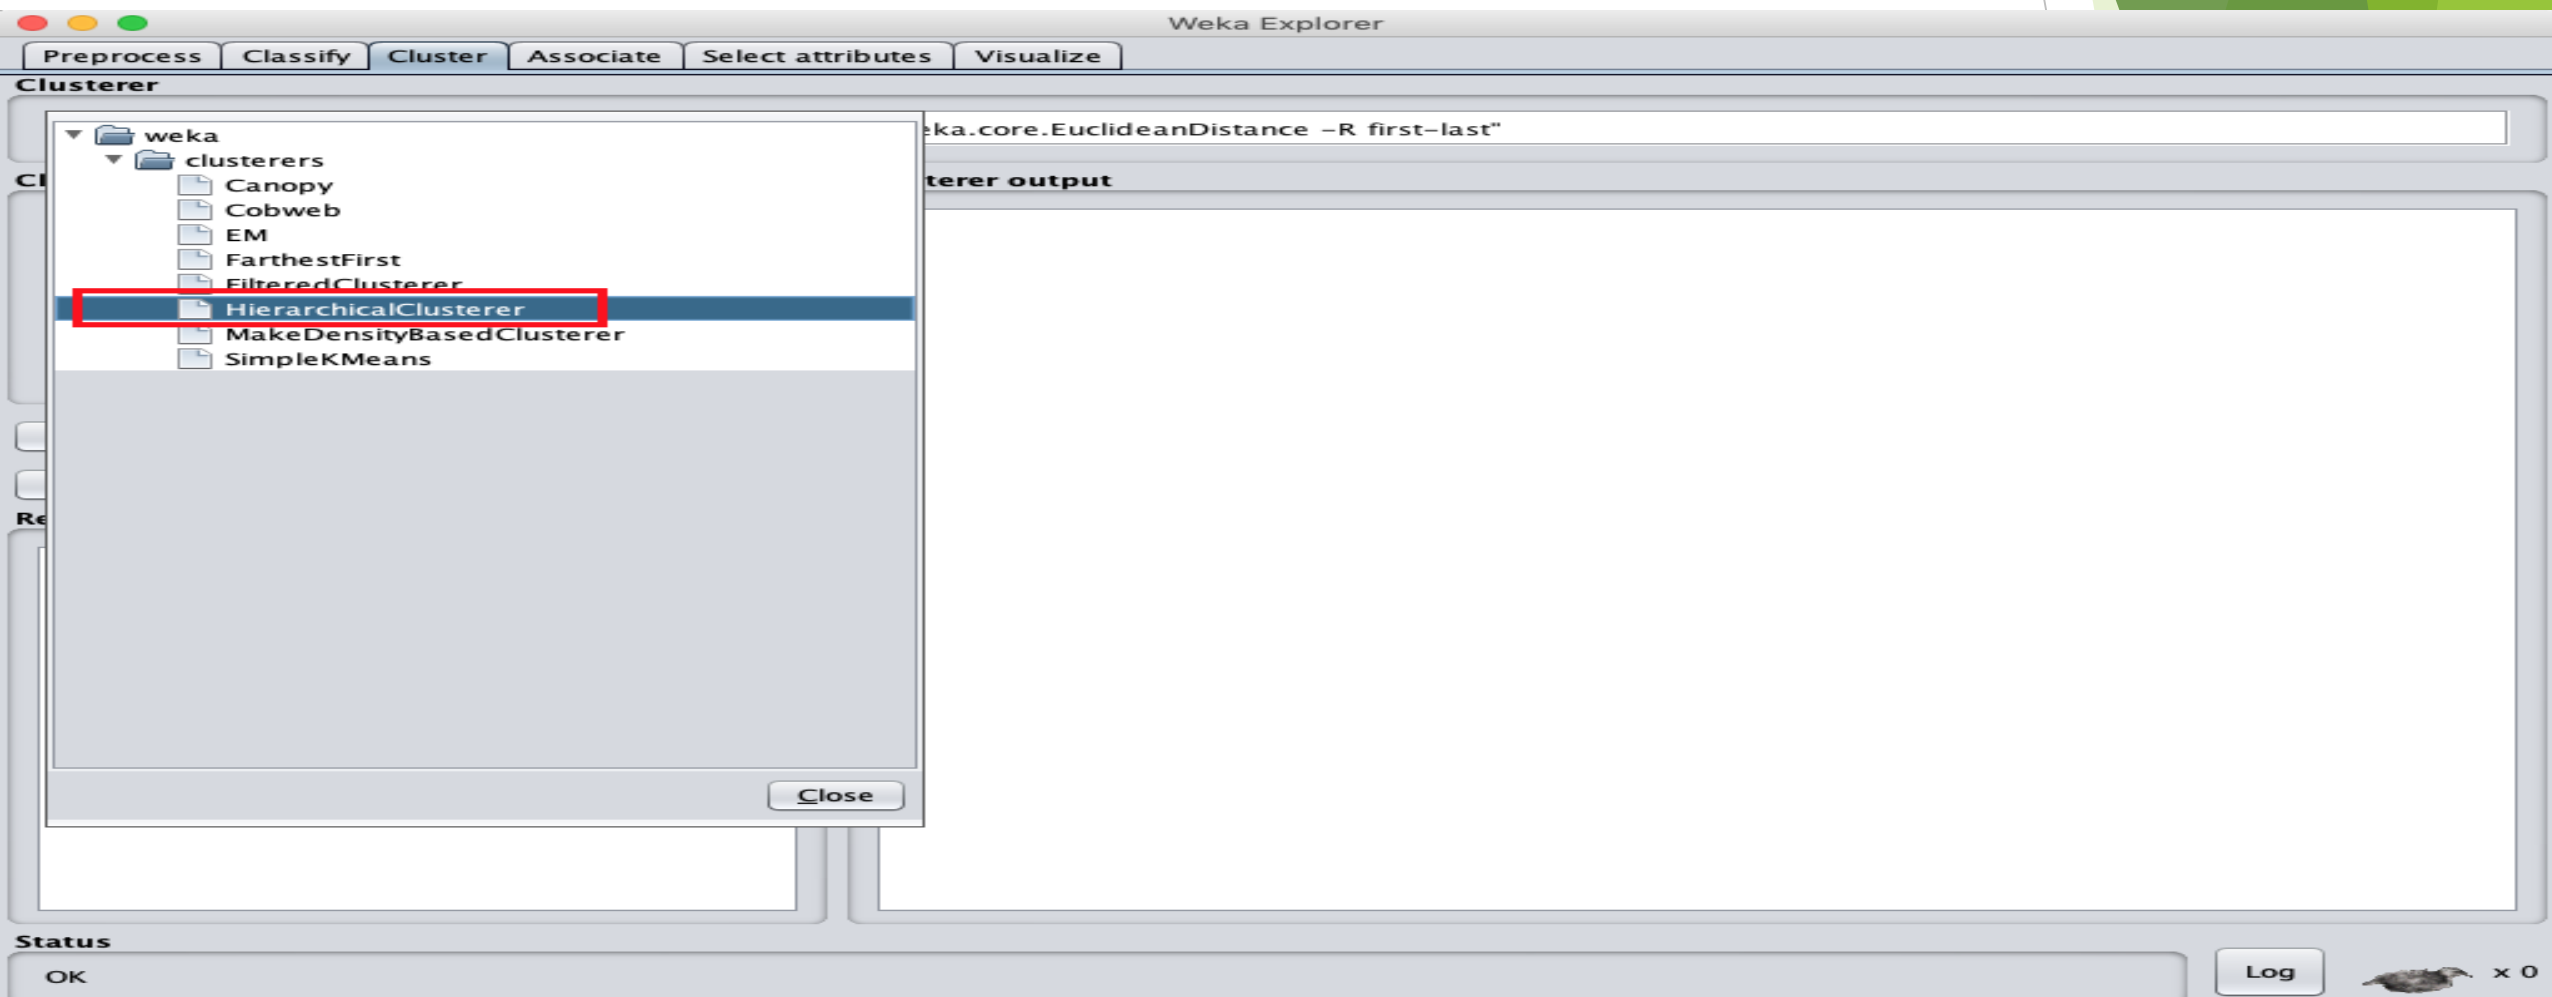 Weka Explorer
Preprocess Classify Cluster Associate Select attributes Visualize
Clusterer
weka
clusterers
Canopy
Cobweb
EM
FarthestFirst
FilteredClusterer
HierarchicalClusterer
MakeDensityBasedClusterer
SimpleKMeans
Close
eka.core.EuclideanDistance -R first-last"
terer output
Status
OK
Log
x 0